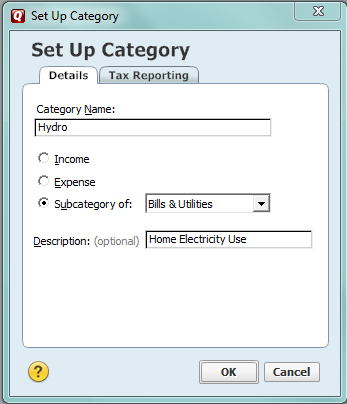 Set Up Category
Set Up Category
Details Tax Reporting
Category Name:
Hydro
Income
Expense
Subcategory of: Bills & Utilities
Description: (optional) Home Electricity Use
? OK Cancel